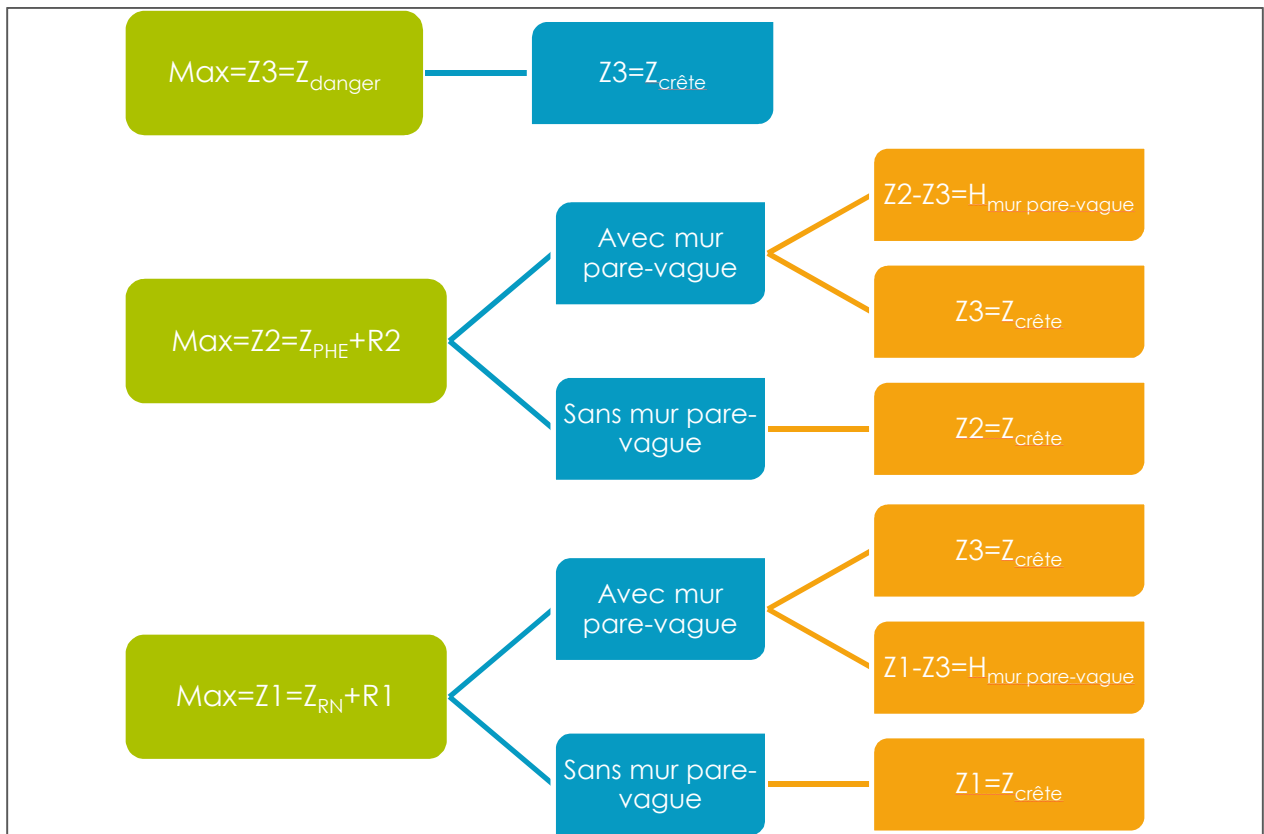 Max=Z3=Zdanger
Z3=Zcrête
Z2-Z3=Hmur pare-vague
Avec mur
pare-vague
Z3=Zcrête
Max=Z2=ZPHE+R2
Sans mur pare-
vague
Z2=Zcrête
Z3=Zcrête
Avec mur
pare-vague
Z1-Z3=Hmur pare-vague
Max=Z1=ZRN+R1
Sans mur pare-
vague
Z1=Zcrête